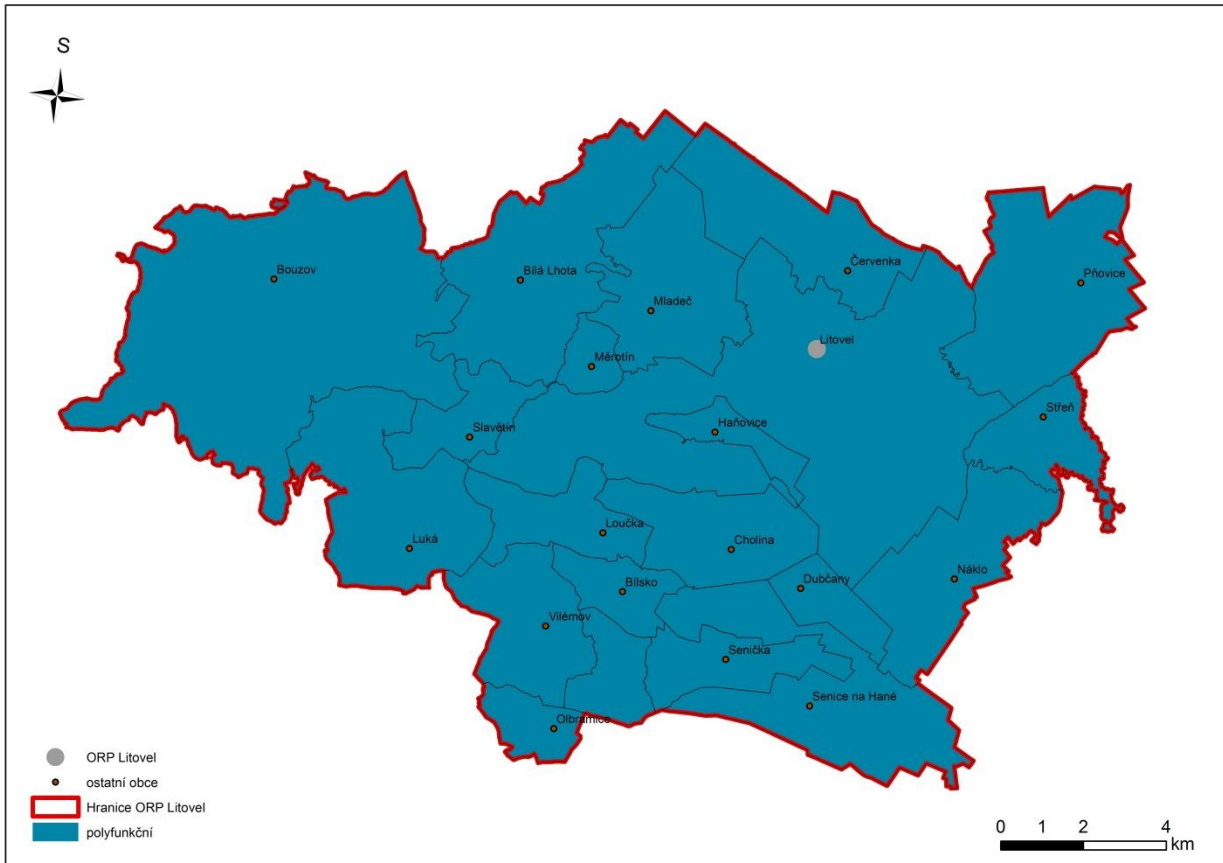 S
Bouzov
Bílá Lhota
Červenka
Pňovice
Mladeč
Litovel
Měrotín
Střeň
Slavětín
Haňovice
Luká
Loučka
Cholina
Náklo
Bílsko
Dubčany
Vilémov
Senička
Senice na Hané
Olbramice
ORP Litovel
ostatní obce
Hranice ORP Litovel
polyfunkční
0 1 2 4
km